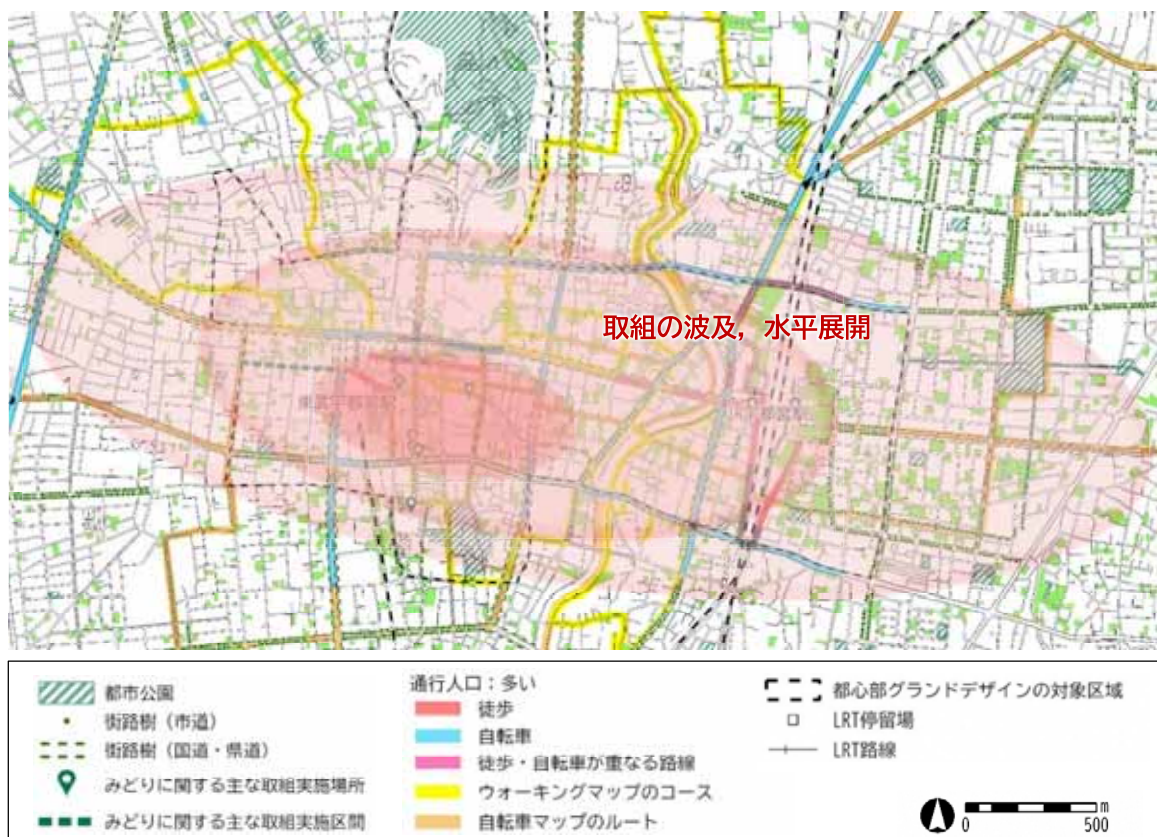 取組の波及，水平展開
東武宇都宮駅
都市公園
街路樹（市道）
街路樹（国道・県道）
みどりに関する主な取組実施場所
みどりに関する主な取組実施区間
通行人口：多い
徒歩
自転車
徒歩・自転車が重なる路線
ウォーキングマップのコース
自転車マップのルート
都心部グランドデザインの対象区域
LRT停留場
LRT路線
0
500
m